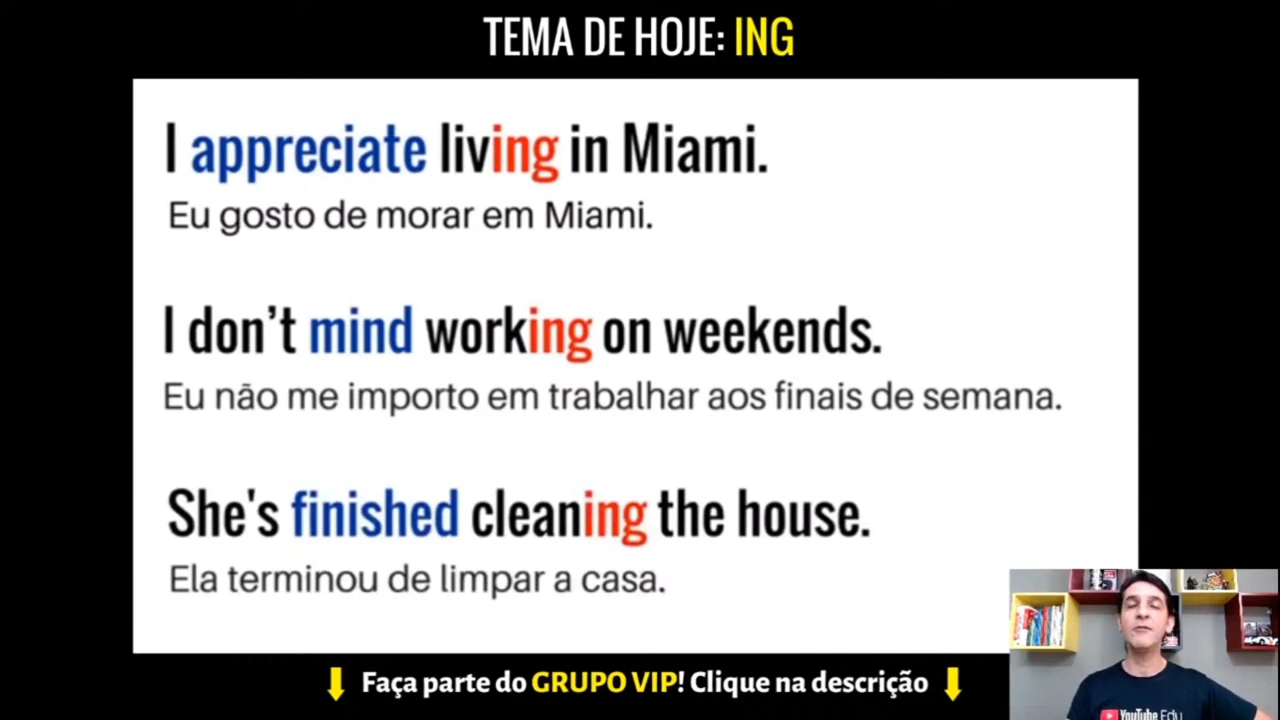 TEMA DE HOJE: ING
I appreciate living in Miami.
Eu gosto de morar em Miami.
I don’t mind working on weekends.
Eu não me importo em trabalhar aos finais de semana.
She's finished cleaning the house.
Ela terminou de limpar a casa.
Faça parte do GRUPO VIP! Clique na descrição
YouTube Edu